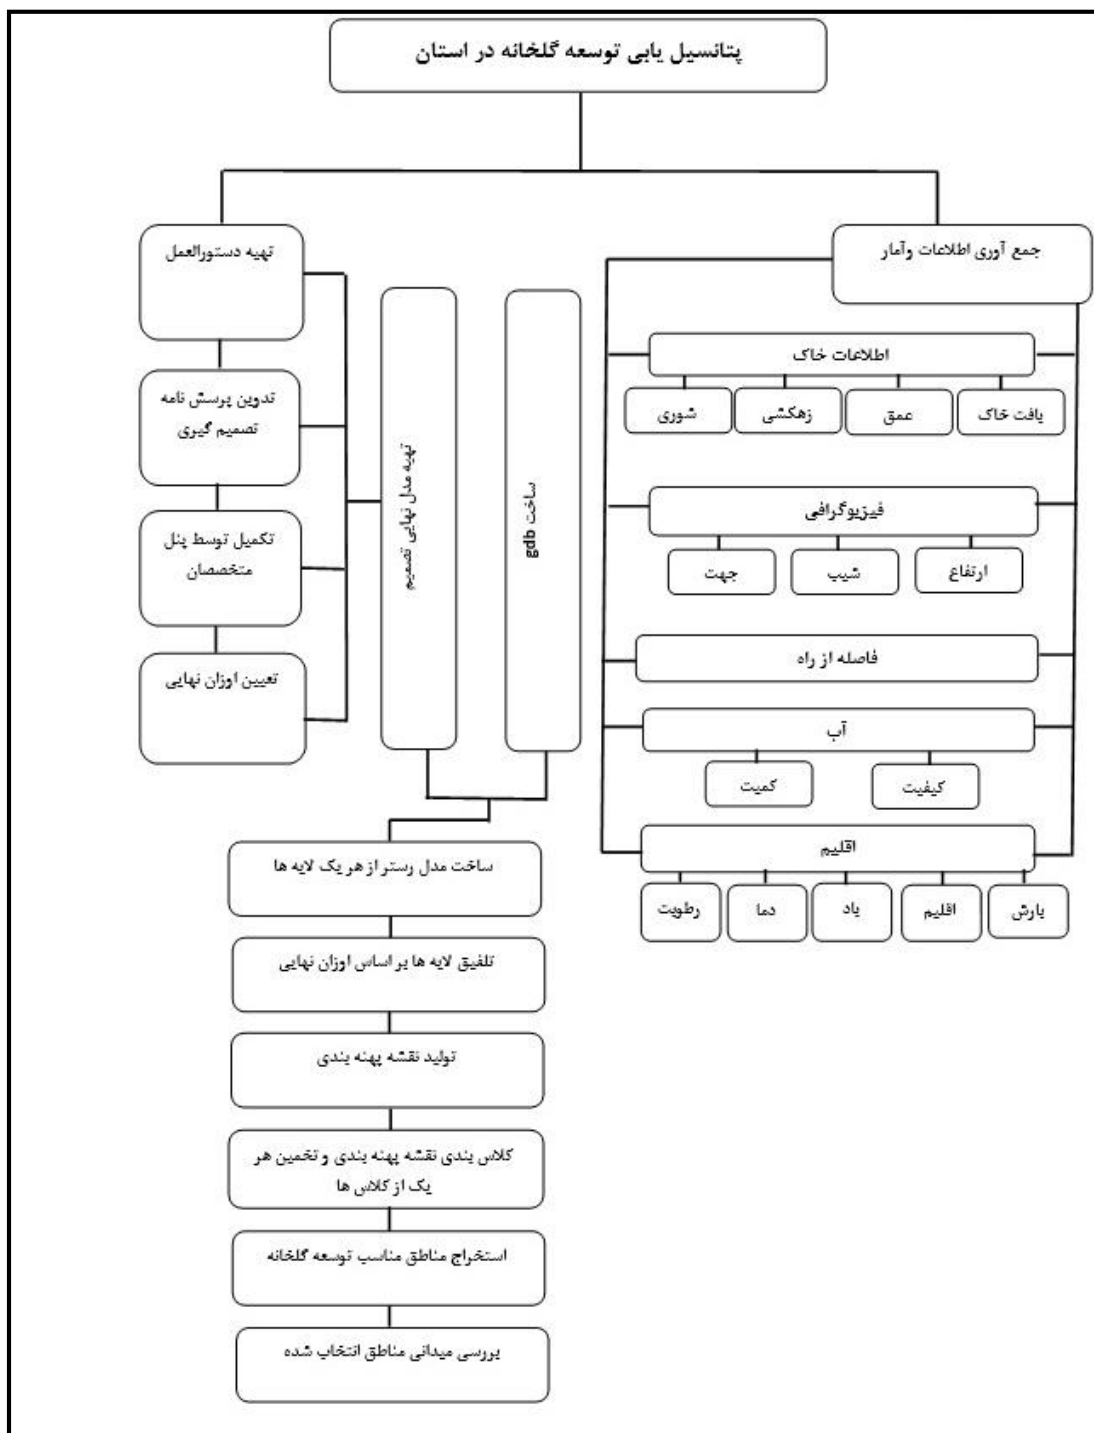 پتانسیل یابی توسعه گلخانه در استان
جمع آوری اطلاعات وآمار
اطلاعات خاک
یافت خاک
عمق
زهکشی
شوری
فیزیوگرافی
ارتفاع
شیب
جهت
فاصله از راه
آب
کیفیت
کمیت
اقلیم
بارش
اقلیم
یاد
دما
رطوبت
ساخت gdb
تهیه مدل نهایی تصمیم
تهیه دستورالعمل
تدوین پرسش نامه
تصمیم گیری
تکمیل توسط پنل
متخصصان
تعیین اوزان نهایی
ساخت مدل رستر از هر یک لایه ها
تلفیق لایه ها بر اساس اوزان نهایی
تولید نقشه پهنه بندی
کلاس بندی نقشه پهنه بندی و تخمین هر
یک از کلاس ها
استخراج مناطق مناسب توسعه گلخانه
بررسی میدانی مناطق انتخاب شده